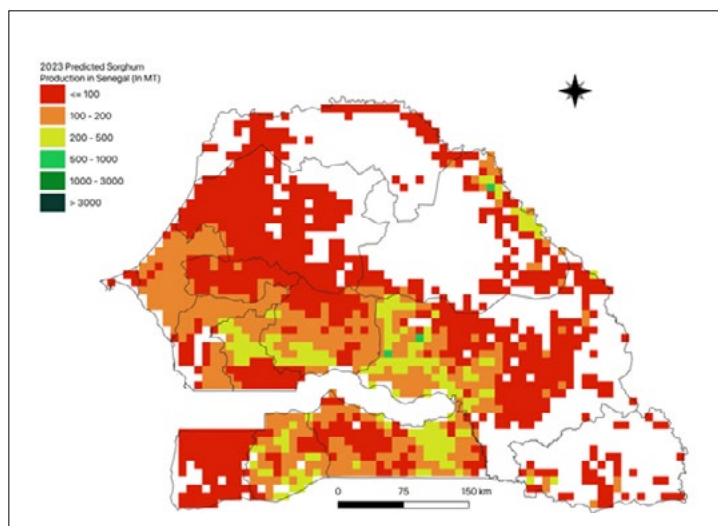 2023 Predicted Sorghum
Production in Senegal (In MT)
<= 100
100 - 200
200 - 500
500 - 1000
1000 - 3000
> 3000
0 75 150 km